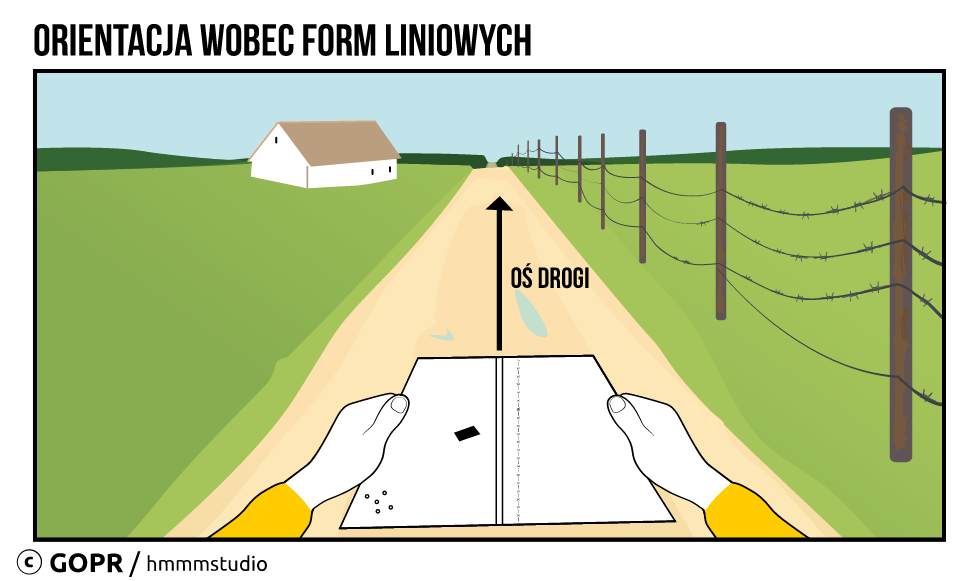 ORIENTACJA WOBEC FORM LINIOWYCH
OŚ DROGI
© GOPR / hmmmstudio